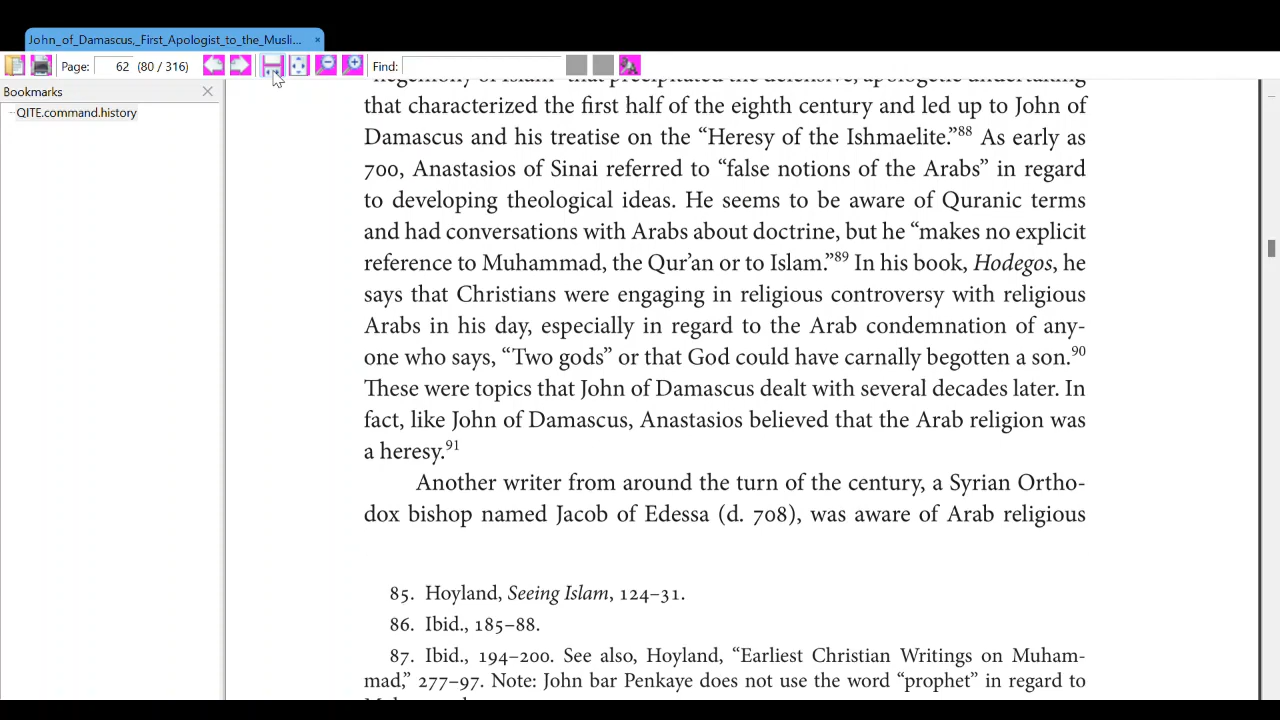 John_of_Damascus,_First_Apologist_to_the_Musli... ×
Page: 62 (80 / 316) Find:
Bookmarks
QITE.command.history
hegemony of Islam” that precipitated the defensive, apologetic undertaking
that characterized the first half of the eighth century and led up to John of
Damascus and his treatise on the “Heresy of the Ishmaelite.”88 As early as
700, Anastasios of Sinai referred to “false notions of the Arabs” in regard
to developing theological ideas. He seems to be aware of Quranic terms
and had conversations with Arabs about doctrine, but he “makes no explicit
reference to Muhammad, the Qur’an or to Islam.”89 In his book, Hodegos, he
says that Christians were engaging in religious controversy with religious
Arabs in his day, especially in regard to the Arab condemnation of any-
one who says, “Two gods” or that God could have carnally begotten a son.90
These were topics that John of Damascus dealt with several decades later. In
fact, like John of Damascus, Anastasios believed that the Arab religion was
a heresy.91
Another writer from around the turn of the century, a Syrian Ortho-
dox bishop named Jacob of Edessa (d. 708), was aware of Arab religious
85. Hoyland, Seeing Islam, 124–31.
86. Ibid., 185–88.
87. Ibid., 194–200. See also, Hoyland, “Earliest Christian Writings on Muham-
mad,” 277–97. Note: John bar Penkaye does not use the word “prophet” in regard to